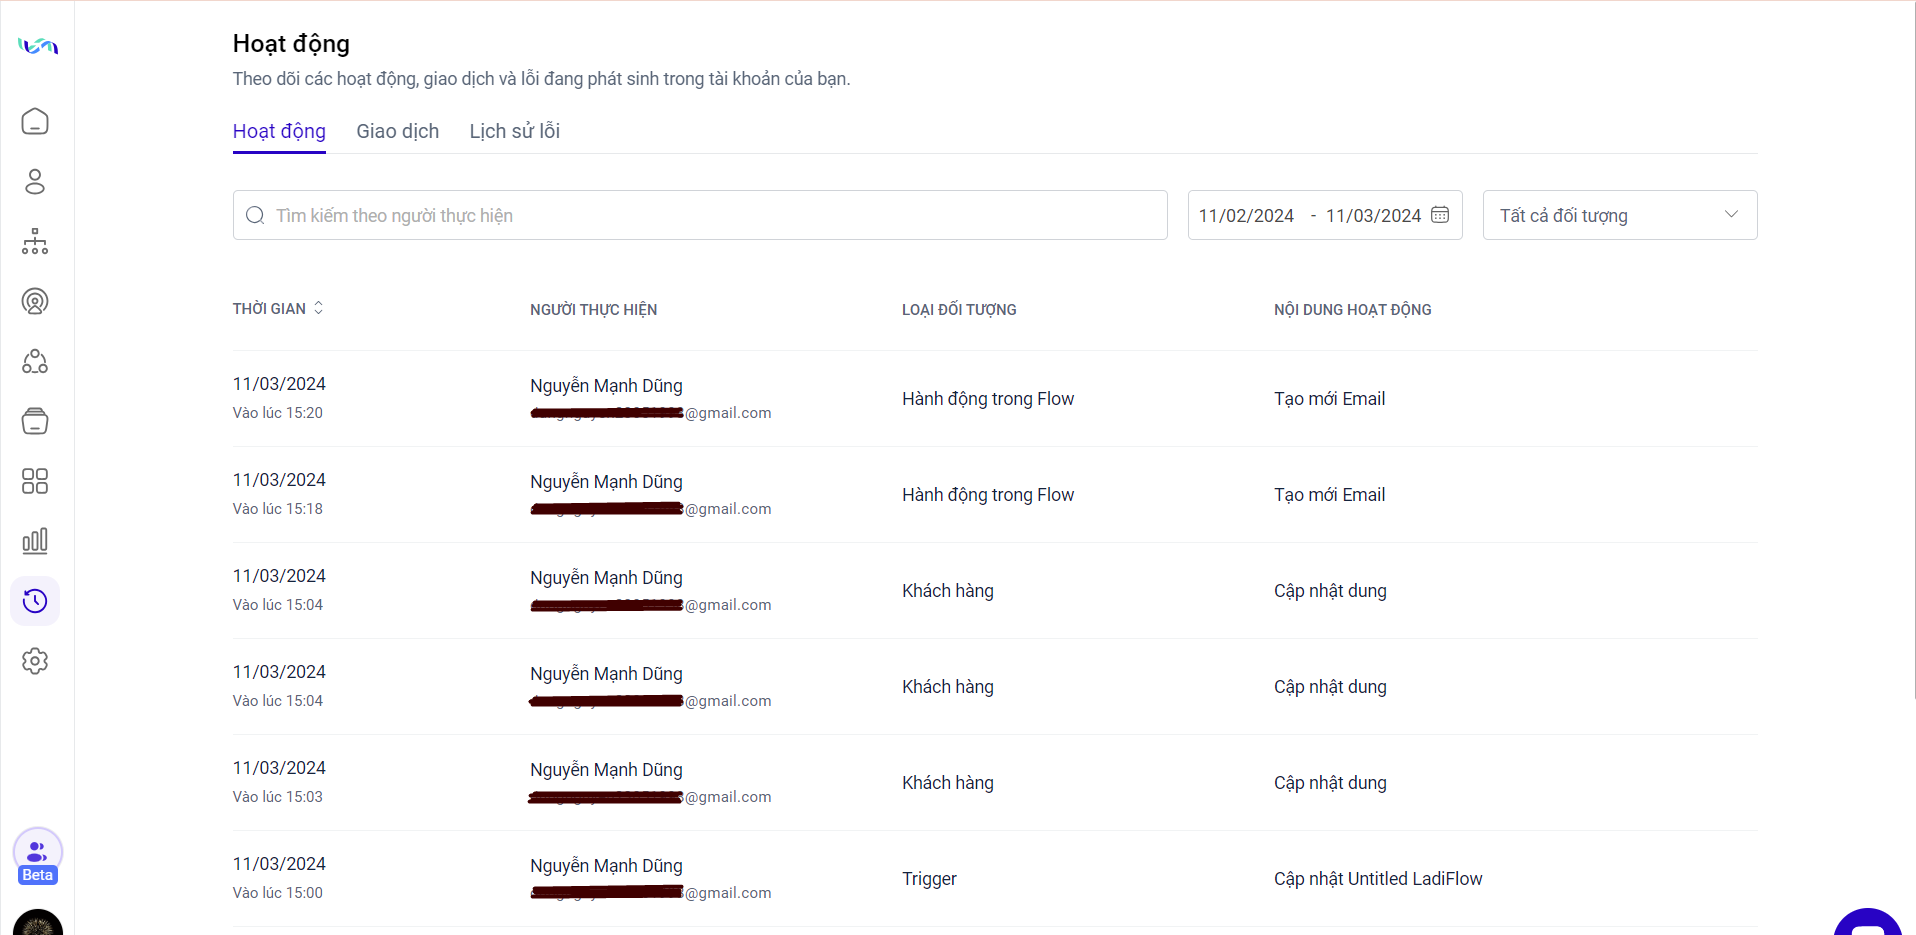 Hoạt động
Theo dõi các hoạt động, giao dịch và lỗi đang phát sinh trong tài khoản của bạn.
Hoạt động Giao dịch Lịch sử lỗi
Tìm kiếm theo người thực hiện 11/02/2024 - 11/03/2024 Tất cả đối tượng
THỜI GIAN NGƯỜI THỰC HIỆN LOẠI ĐỐI TƯỢNG NỘI DUNG HOẠT ĐỘNG
11/03/2024 Nguyễn Mạnh Dũng Hành động trong Flow Tạo mới Email
Vào lúc 15:20 @gmail.com
11/03/2024 Nguyễn Mạnh Dũng Hành động trong Flow Tạo mới Email
Vào lúc 15:18 @gmail.com
11/03/2024 Nguyễn Mạnh Dũng Khách hàng Cập nhật dung
Vào lúc 15:04 @gmail.com
11/03/2024 Nguyễn Mạnh Dũng Khách hàng Cập nhật dung
Vào lúc 15:04 @gmail.com
11/03/2024 Nguyễn Mạnh Dũng Khách hàng Cập nhật dung
Vào lúc 15:03 @gmail.com
11/03/2024 Nguyễn Mạnh Dũng Trigger Cập nhật Untitled LadiFlow
Vào lúc 15:00 @gmail.com
Beta